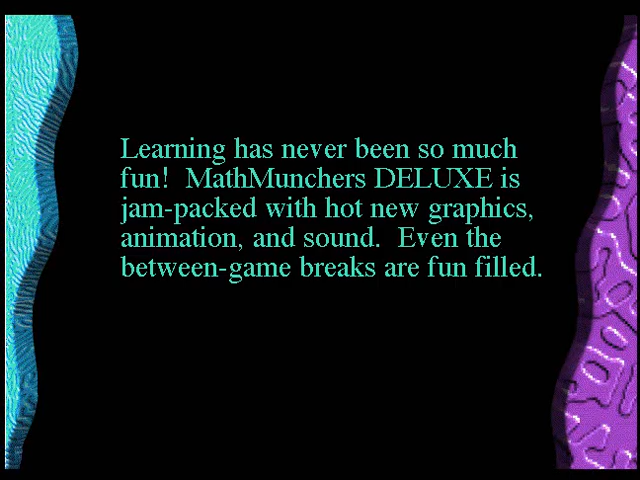 Learning has never been so much
fun!  MathMunchers DELUXE is
jam-packed with hot new graphics,
animation, and sound.  Even the
between-game breaks are fun filled.